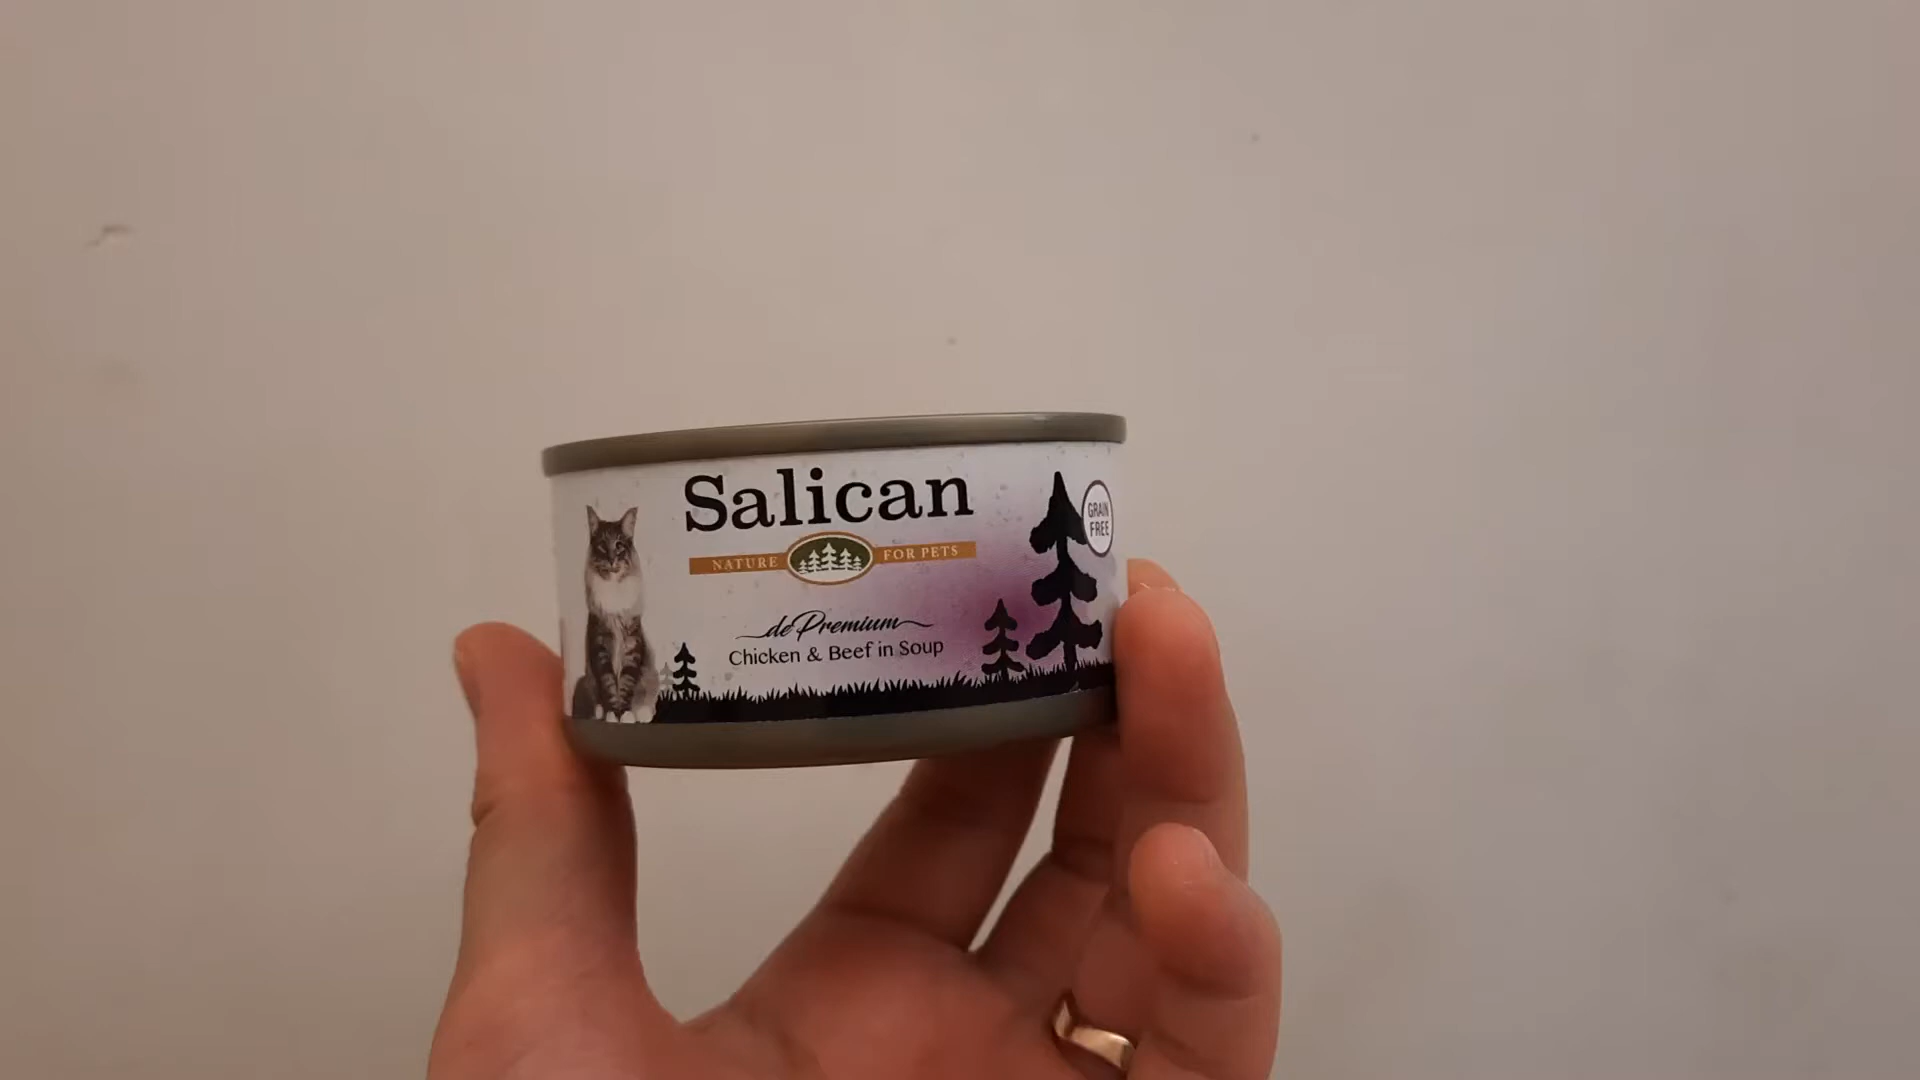 Salican
NATURE FOR PETS
GRAIN
FREE
de Premium
Chicken & Beef in Soup